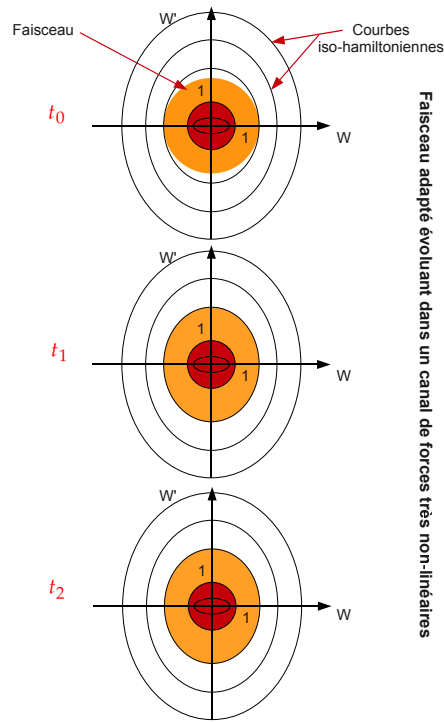 W'
Faisceau
Courbes
iso-hamiltoniennes
1
t0
1
W
W'
1
t1
1
W
W'
1
t2
1
W
Faisceau adapté évoluant dans un canal de forces très non-linéaires